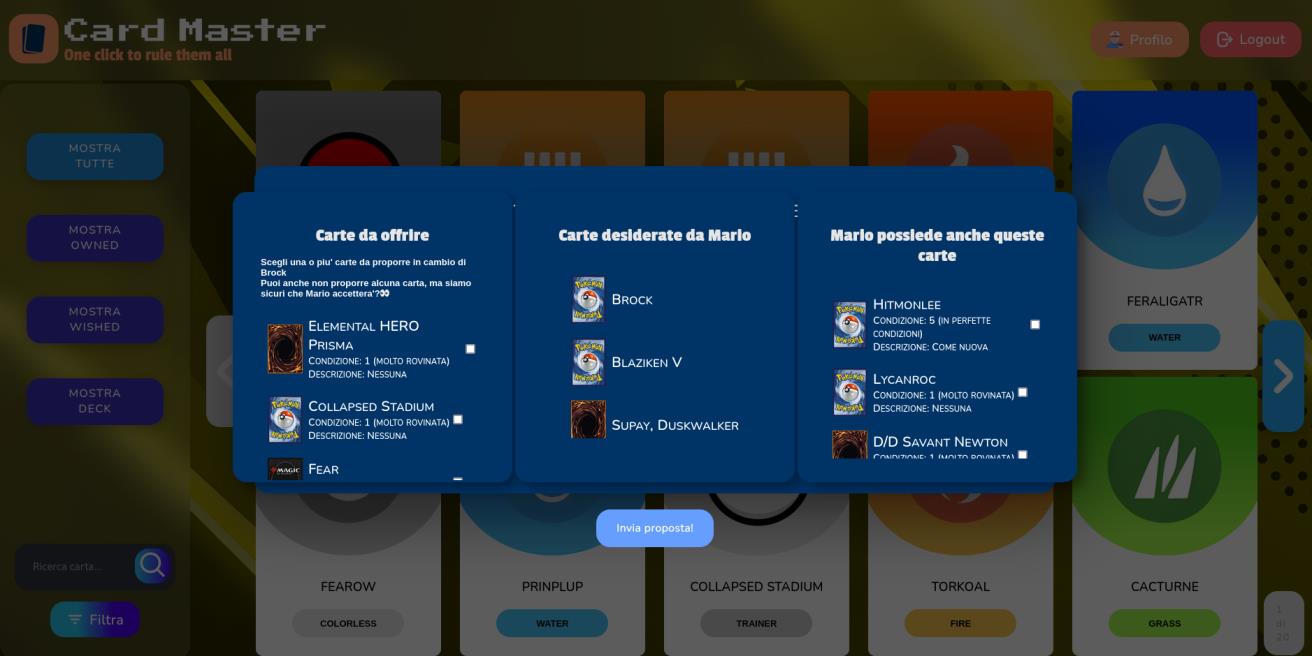 Card Master
One click to rule them all
Profilo
Logout
MOSTRA
TUTTE
MOSTRA
OWNED
MOSTRA
WISHED
MOSTRA
DECK
Ricerca carta...
Filtra
Carte da offrire
Scegli una o piu' carte da proporre in cambio di
Brock
Puoi anche non proporre alcuna carta, ma siamo
sicuri che Mario accettera'?👀
Elemental HERO
Prisma
Condizione: 1 (molto rovinata)
Descrizione: Nessuna
Collapsed Stadium
Condizione: 1 (molto rovinata)
Descrizione: Nessuna
MAGIC
Fear
Carte desiderate da Mario
Brock
Blaziken V
Supay, Duskwalker
Mario possiede anche queste
carte
Hitmonlee
Condizione: 5 (in perfette
condizioni)
Descrizione: Come nuova
Lycanroc
Condizione: 1 (molto rovinata)
Descrizione: Nessuna
D/D Savant Newton
Condizione: 1 (molto rovinata)
Invia proposta!
FERALIGATR
WATER
FEAROW
COLORLESS
PRINPLUP
WATER
COLLAPSED STADIUM
TRAINER
TORKOAL
FIRE
CACTURNE
GRASS
1
di
20